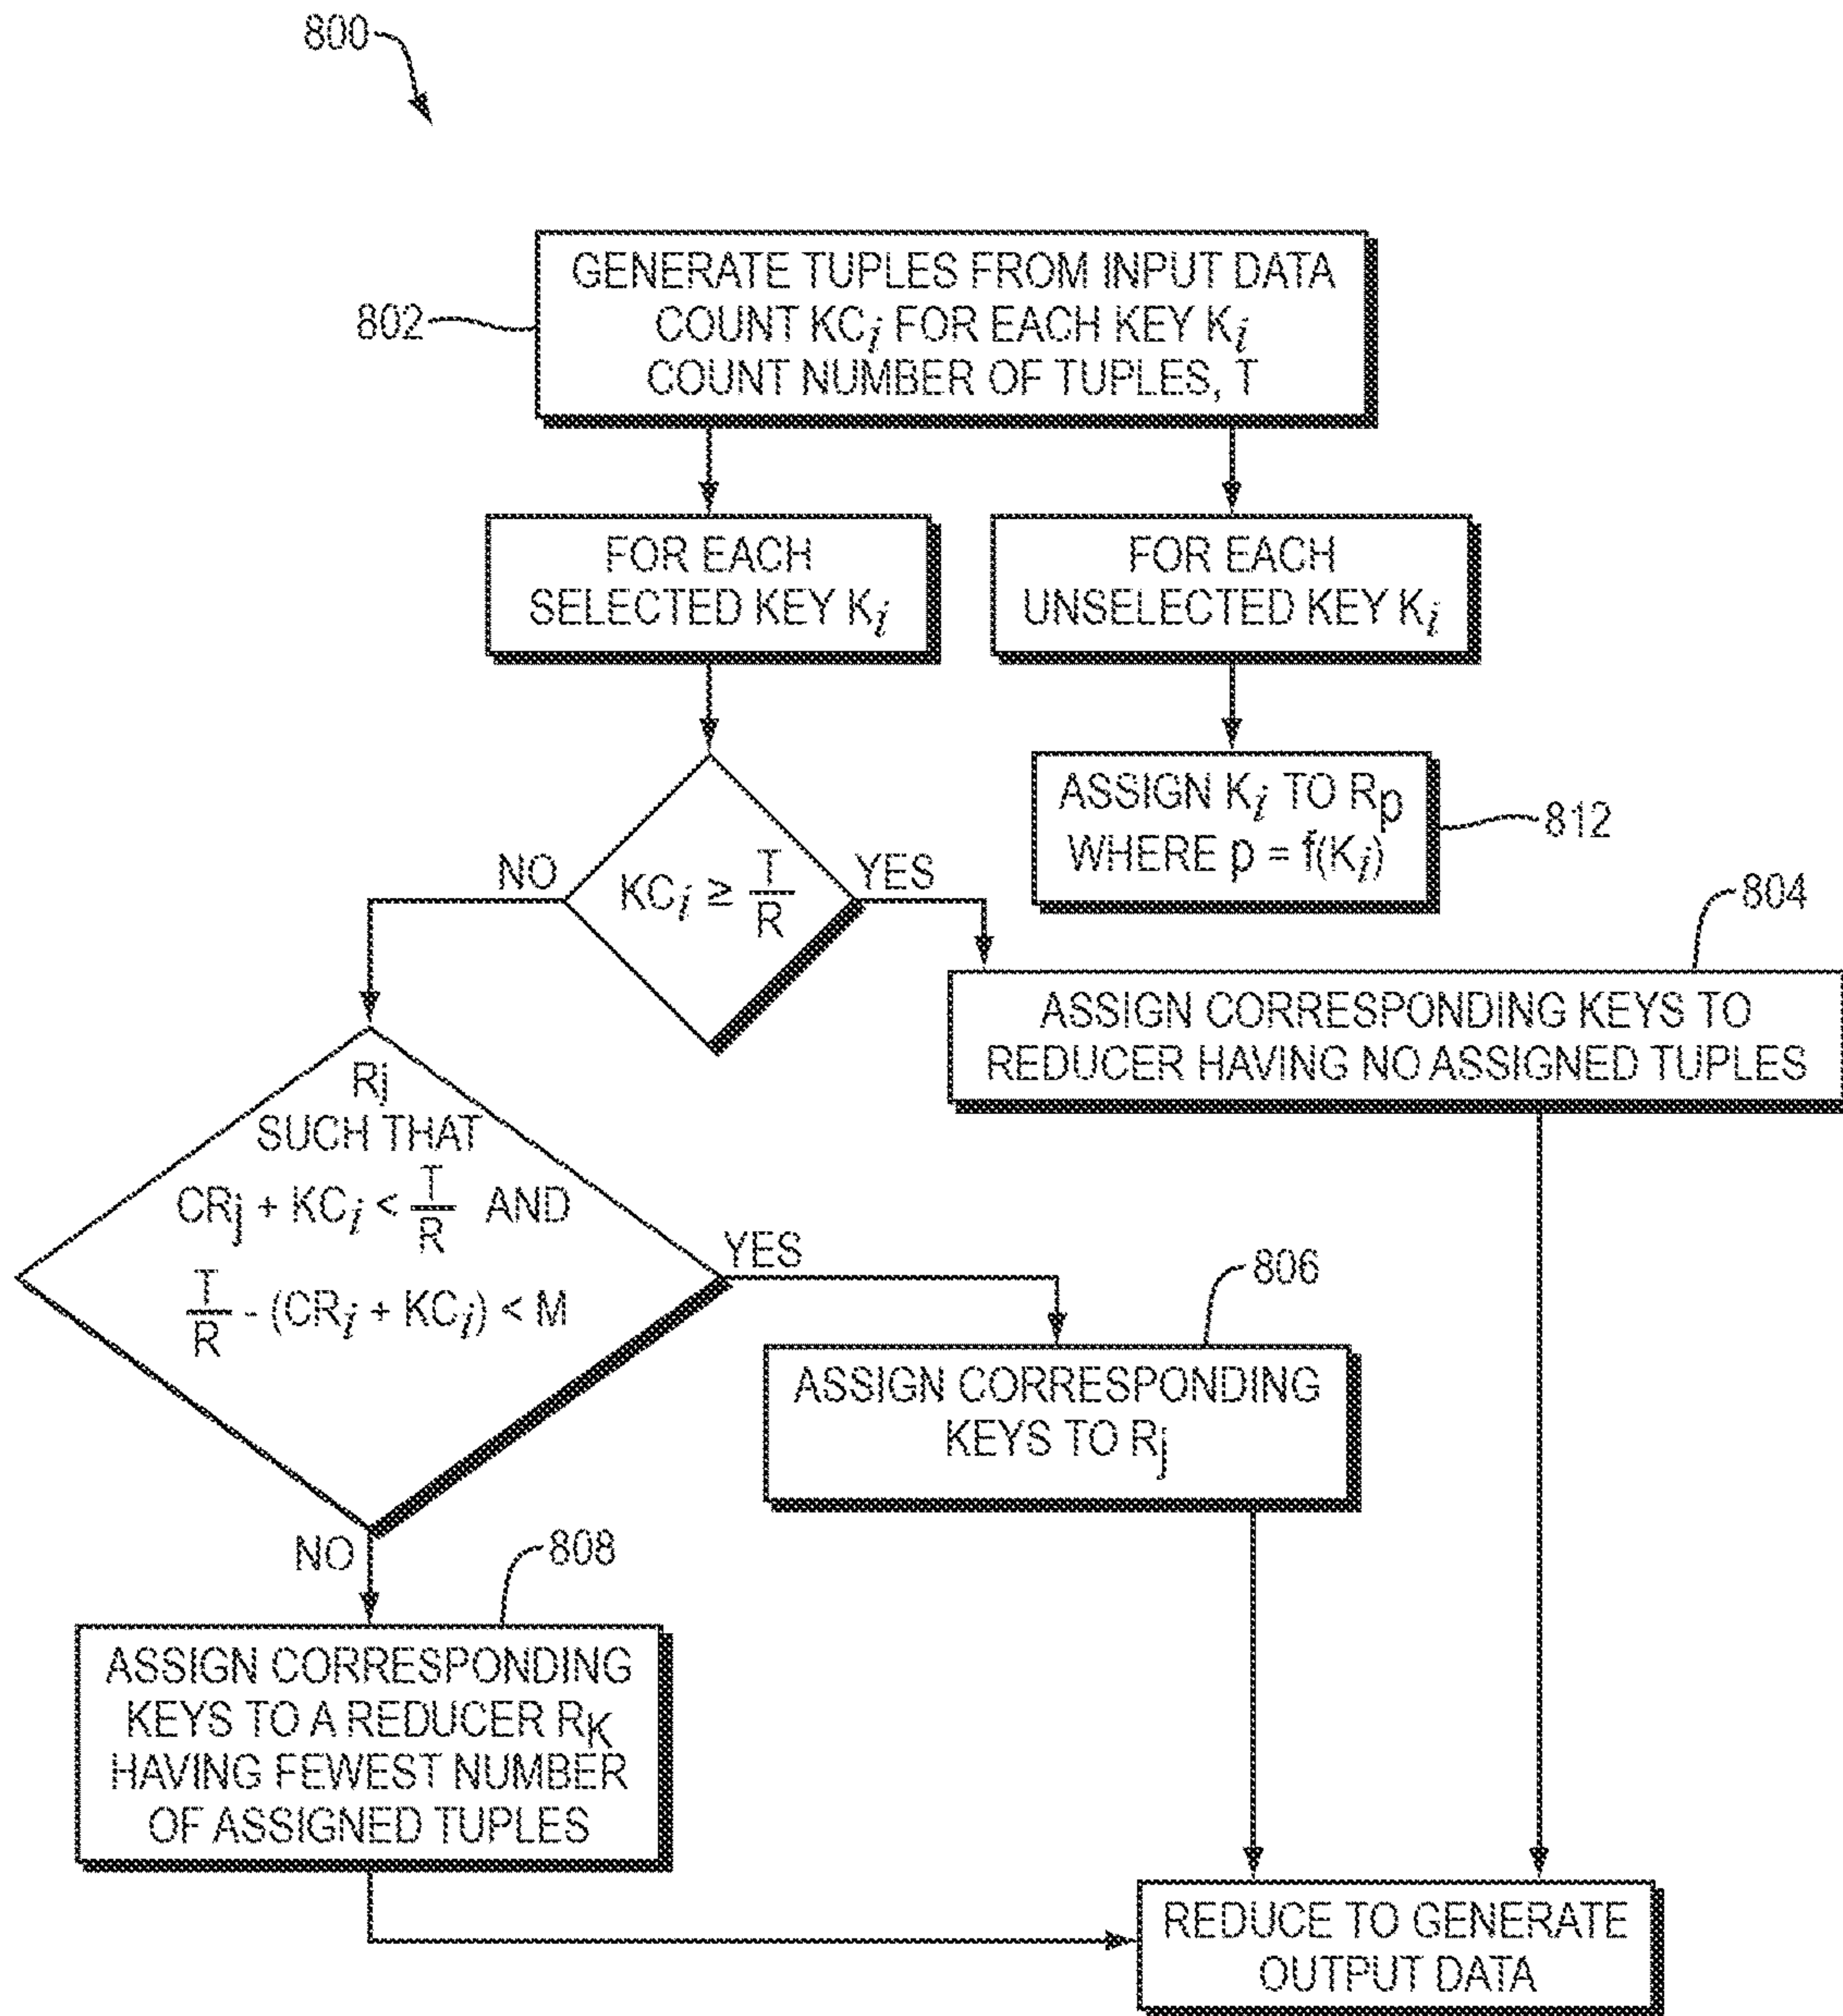 800
GENERATE TUPLES FROM INPUT DATA
COUNT KCi FOR EACH KEY Ki
COUNT NUMBER OF TUPLES, T
802
FOR EACH
SELECTED KEY Ki
FOR EACH
UNSELECTED KEY Ki
ASSIGN Ki TO Rp
WHERE p = f(Ki)
812
NO
KCi ≥ T/R
YES
804
ASSIGN CORRESPONDING KEYS TO
REDUCER HAVING NO ASSIGNED TUPLES
Rj
SUCH THAT
CRj + KCi < T/R AND
T/R - (CRi + KCi) < M
YES
806
ASSIGN CORRESPONDING
KEYS TO Rj
NO
808
ASSIGN CORRESPONDING
KEYS TO A REDUCER RK
HAVING FEWEST NUMBER
OF ASSIGNED TUPLES
REDUCE TO GENERATE
OUTPUT DATA